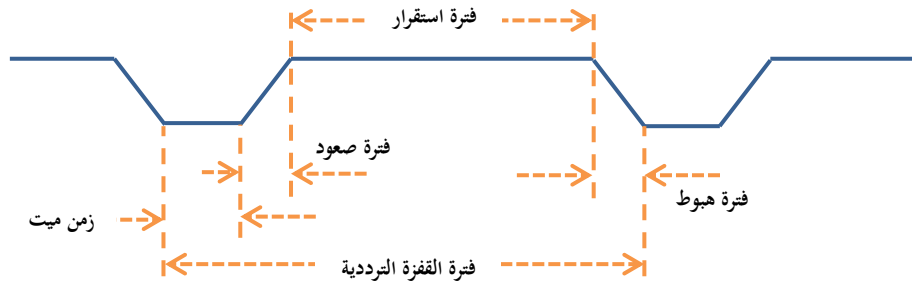 فترة استقرار
فترة صعود
فترة هبوط
زمن ميت
فترة القفزة الترددية